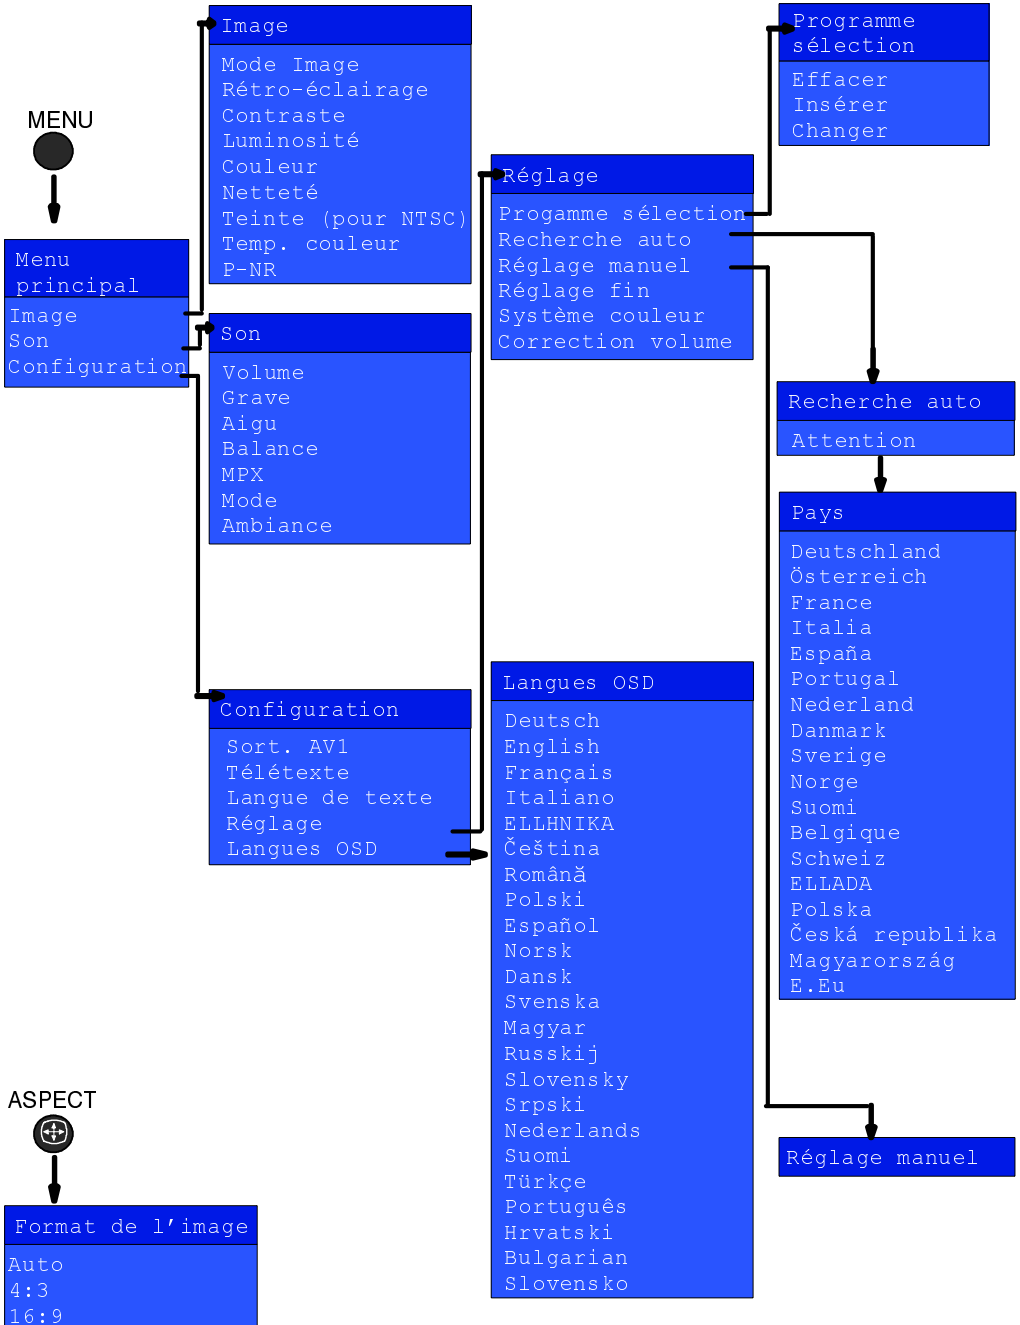 MENU
Menu
principal
Image
Son
Configuration
Image
Mode Image
Rétro-éclairage
Contraste
Luminosité
Couleur
Netteté
Teinte (pour NTSC)
Temp. couleur
P-NR
Son
Volume
Grave
Aigu
Balance
MPX
Mode
Ambiance
Configuration
Sort. AV1
Télétexte
Langue de texte
Réglage
Langues OSD
Réglage
Progamme sélection
Recherche auto
Réglage manuel
Réglage fin
Système couleur
Correction volume
Langues OSD
Deutsch
English
Français
Italiano
ELLHNIKA
Čeština
Română
Polski
Español
Norsk
Dansk
Svenska
Magyar
Russkij
Slovensky
Srpski
Nederlands
Suomi
Türkçe
Português
Hrvatski
Bulgarian
Slovensko
Programme
sélection
Effacer
Insérer
Changer
Recherche auto
Attention
Pays
Deutschland
Österreich
France
Italia
España
Portugal
Nederland
Danmark
Sverige
Norge
Suomi
Belgique
Schweiz
ELLADA
Polska
Česká republika
Magyarország
E.Eu
Réglage manuel
ASPECT
Format de l'image
Auto
4:3
16:9